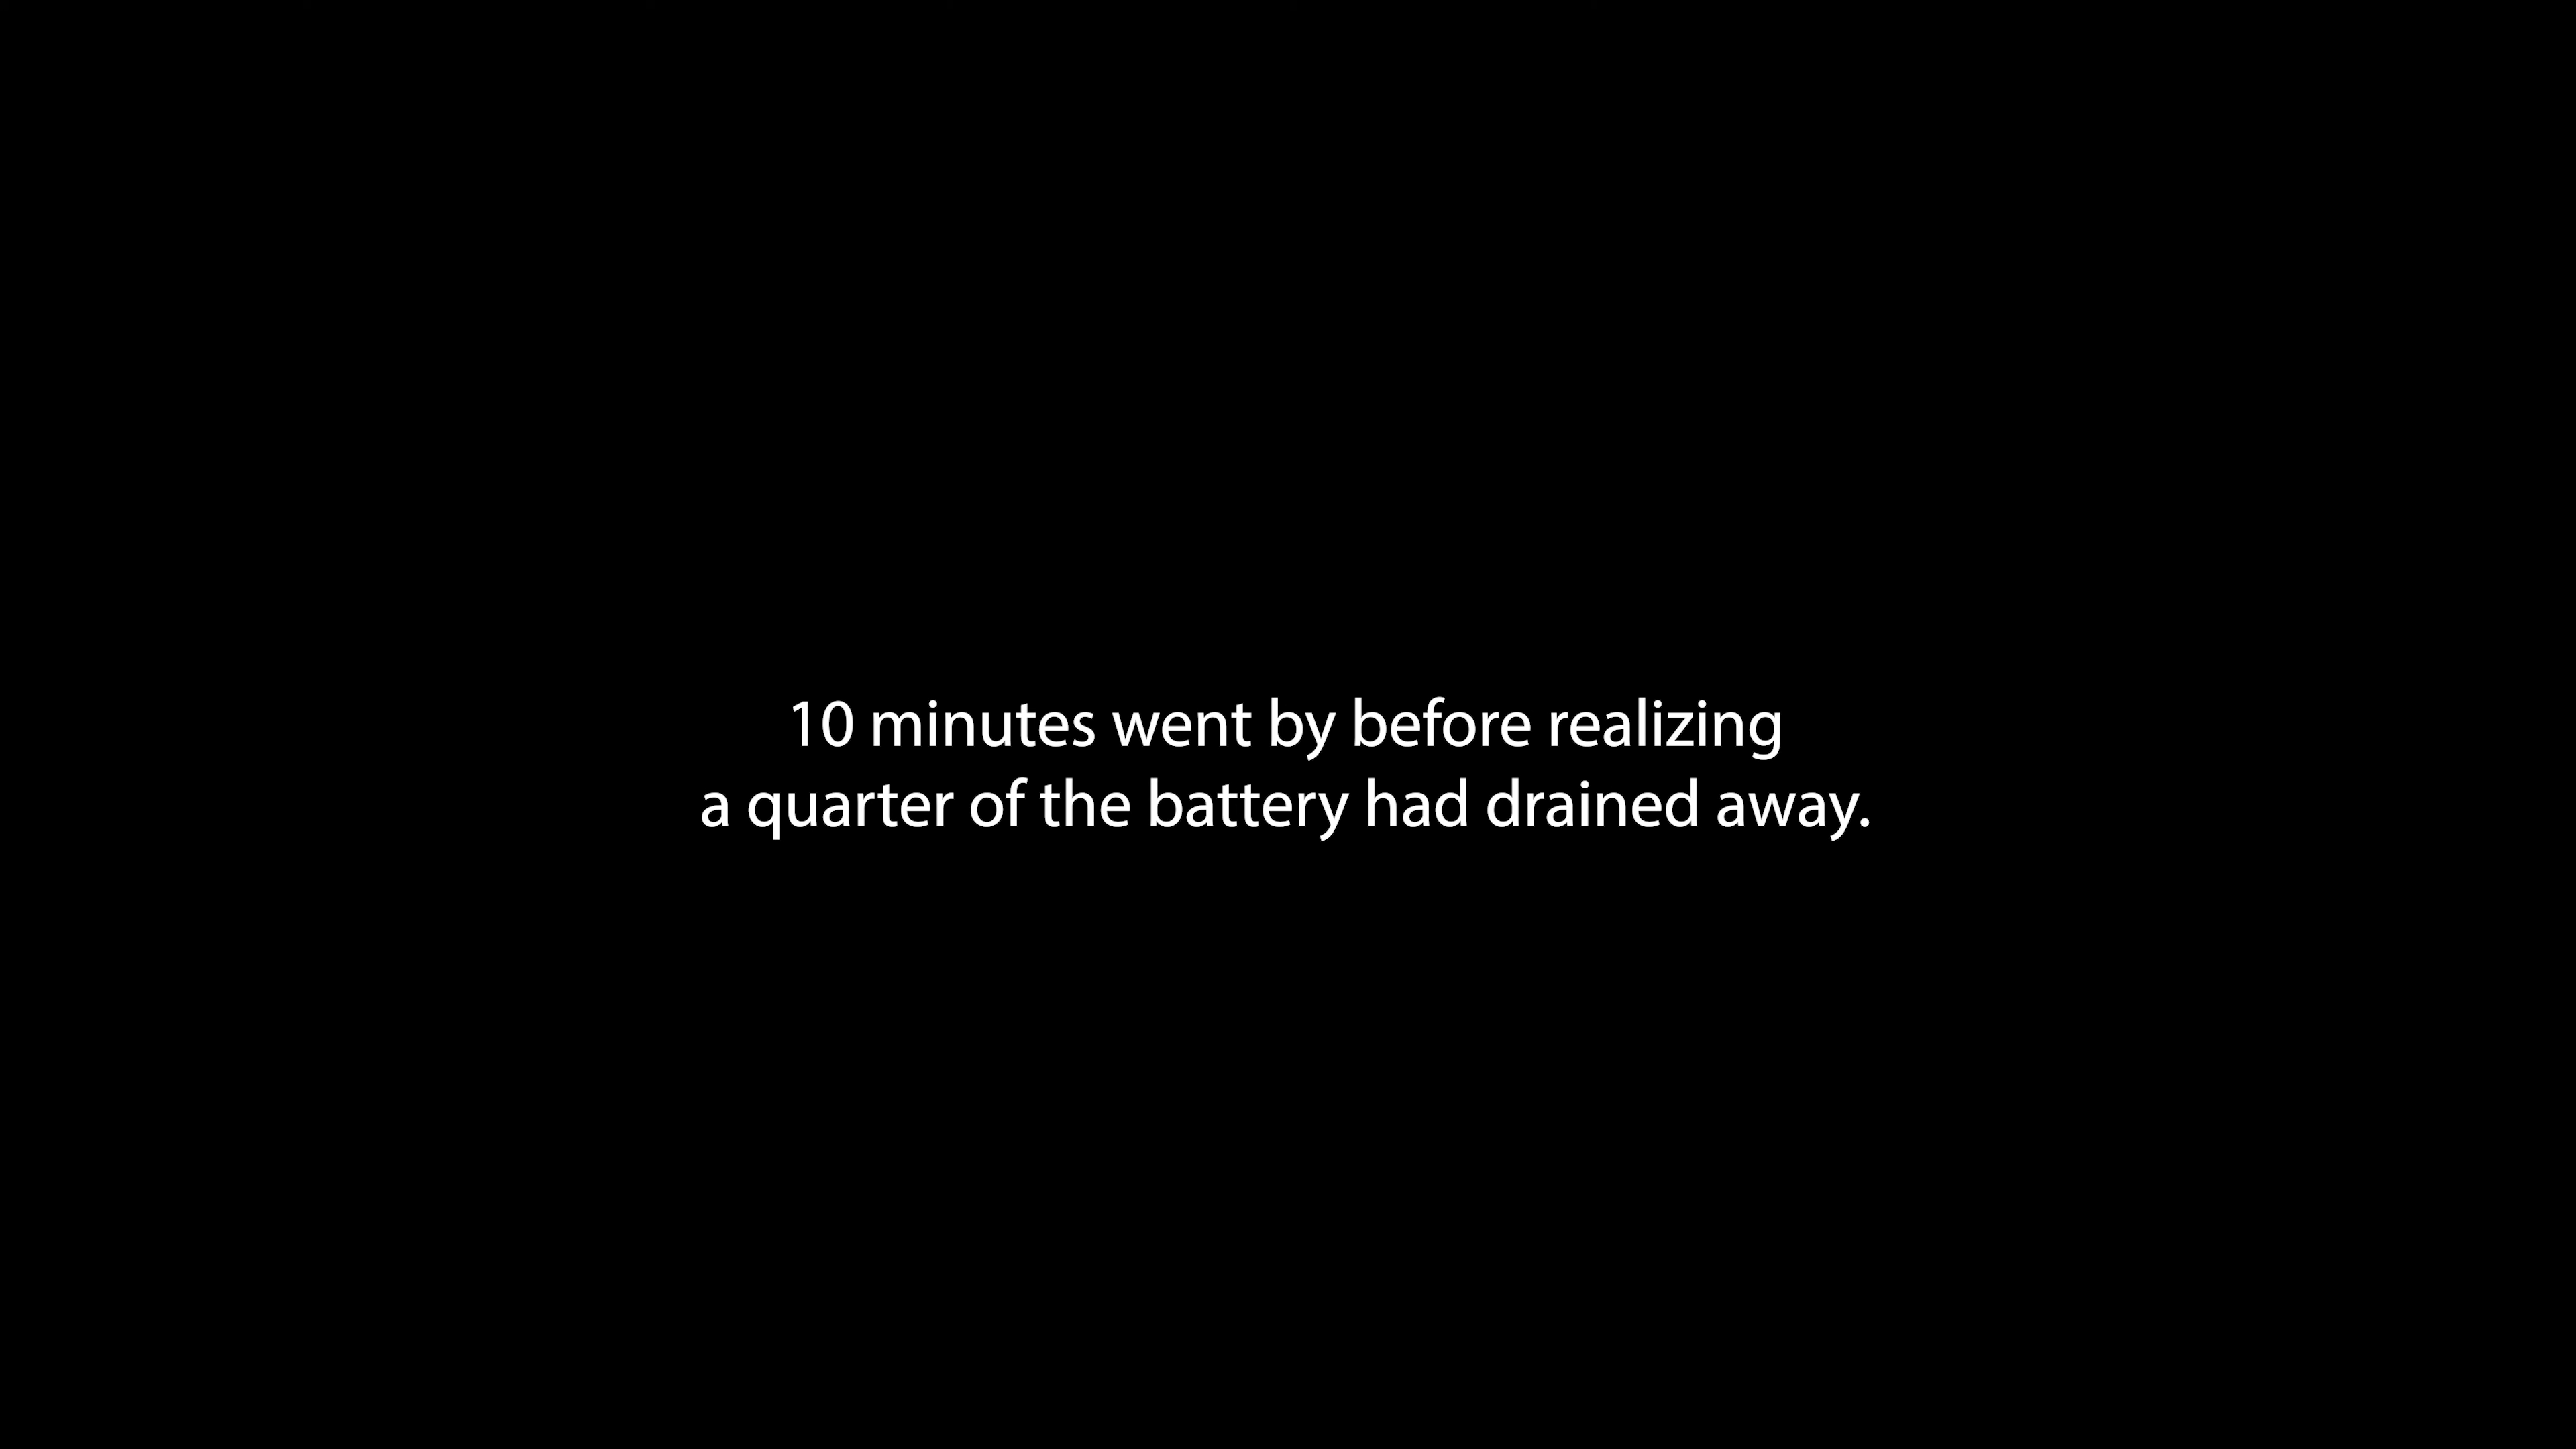 10 minutes went by before realizing
a quarter of the battery had drained away.